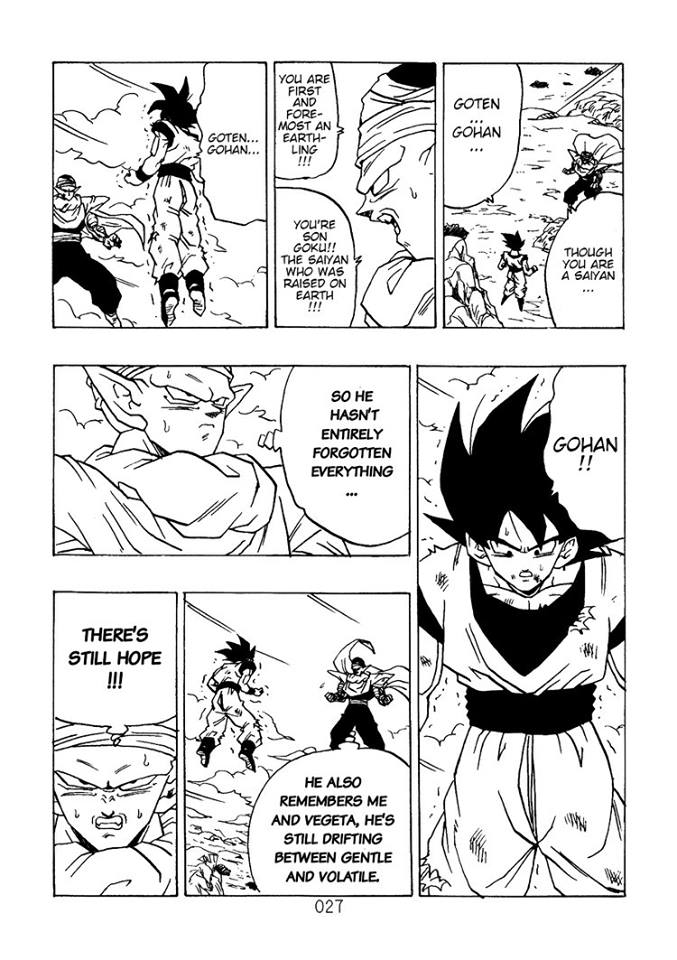 GOTEN
...
GOHAN
...
THOUGH
YOU ARE
A SAIYAN
...
YOU ARE
FIRST
AND
FORE-
MOST AN
EARTH-
LING
!!!
YOU'RE
SON
GOKU!!
THE SAIYAN
WHO WAS
RAISED ON
EARTH
!!!
GOTEN...
GOHAN...
GOHAN
!!
SO HE
HASN'T
ENTIRELY
FORGOTTEN
EVERYTHING
...
HE ALSO
REMEMBERS ME
AND VEGETA, HE'S
STILL DRIFTING
BETWEEN GENTLE
AND VOLATILE.
THERE'S
STILL HOPE
!!!
027